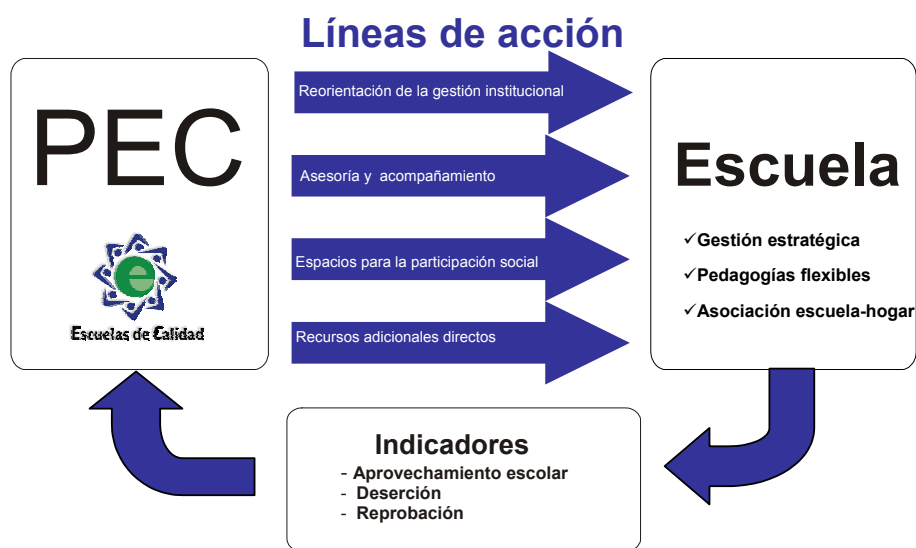 Líneas de acción
PEC
Escuelas de Calidad
Reorientación de la gestión institucional
Asesoría y acompañamiento
Espacios para la participación social
Recursos adicionales directos
Escuela
✓Gestión estratégica
✓Pedagogías flexibles
✓Asociación escuela-hogar
Indicadores
- Aprovechamiento escolar
- Deserción
- Reprobación